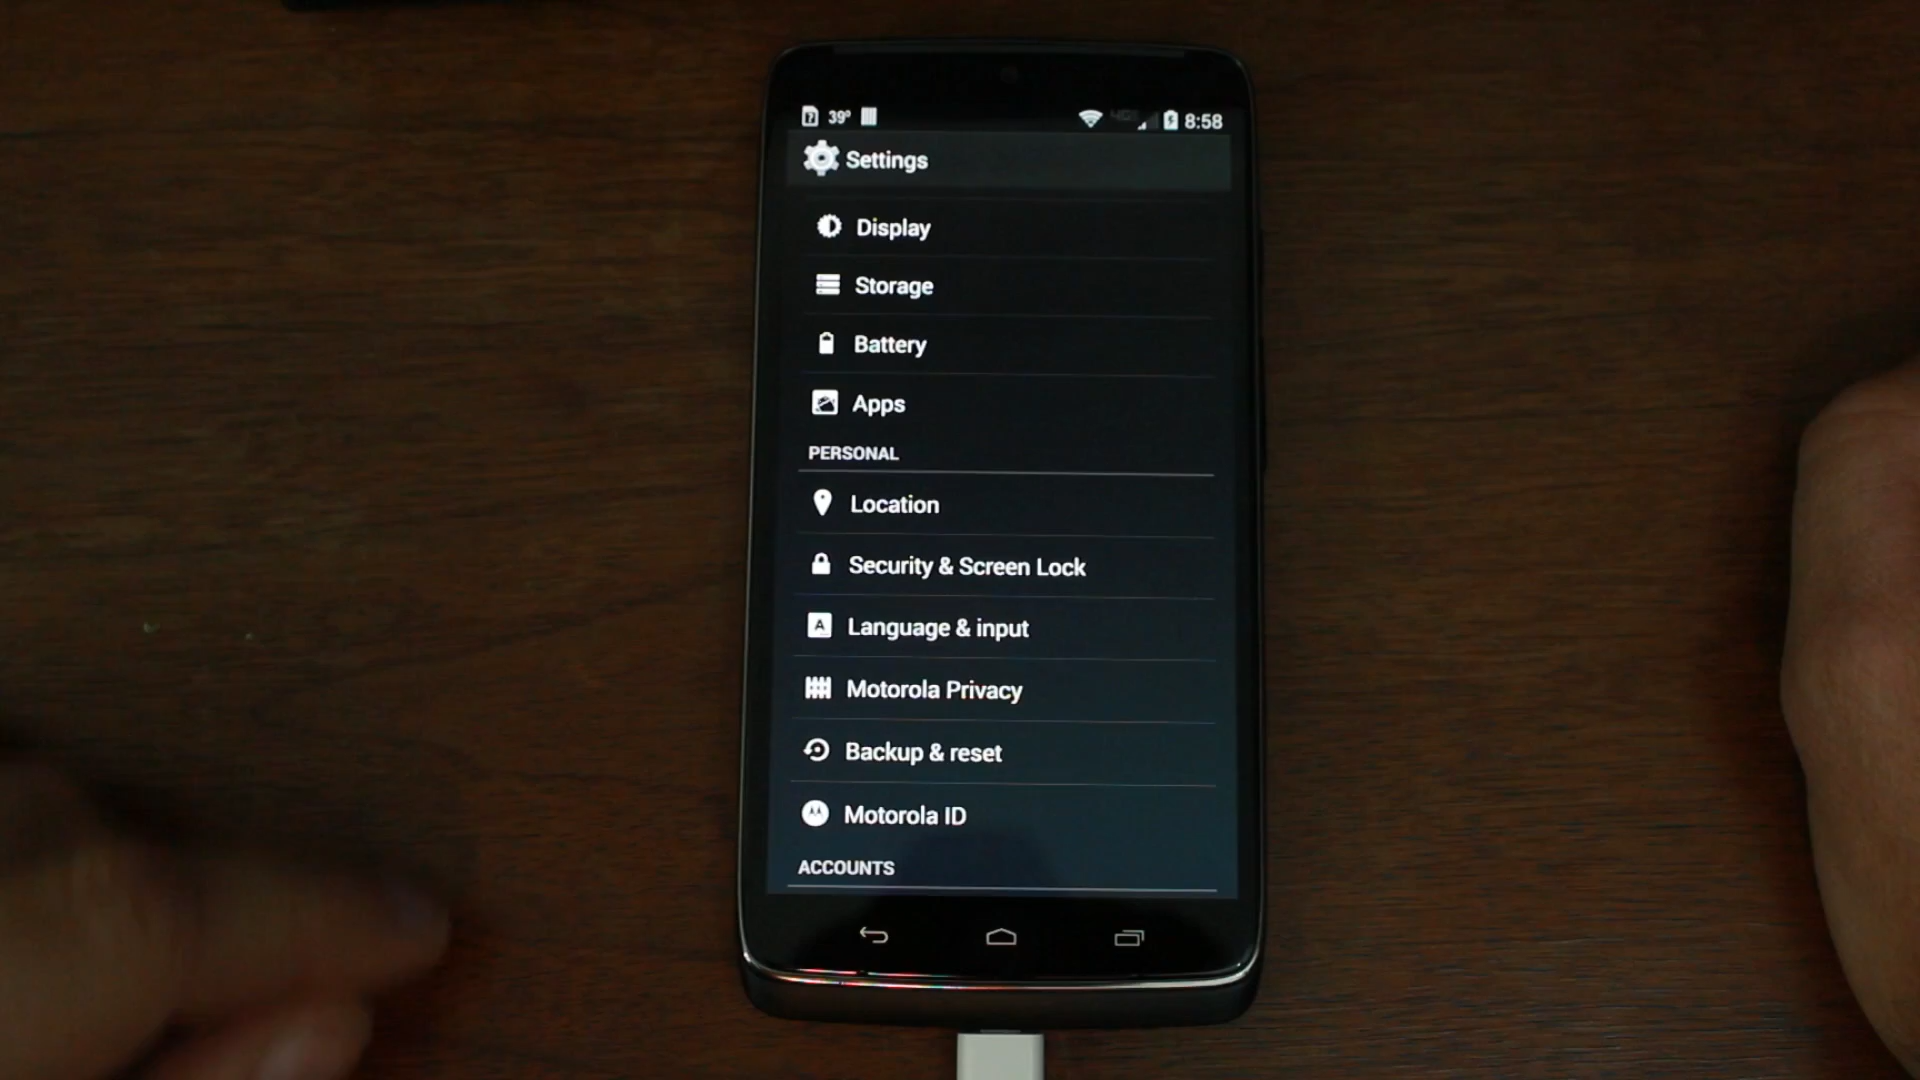 39° 8:58
Settings
Display
Storage
Battery
Apps
PERSONAL
Location
Security & Screen Lock
Language & input
Motorola Privacy
Backup & reset
Motorola ID
ACCOUNTS